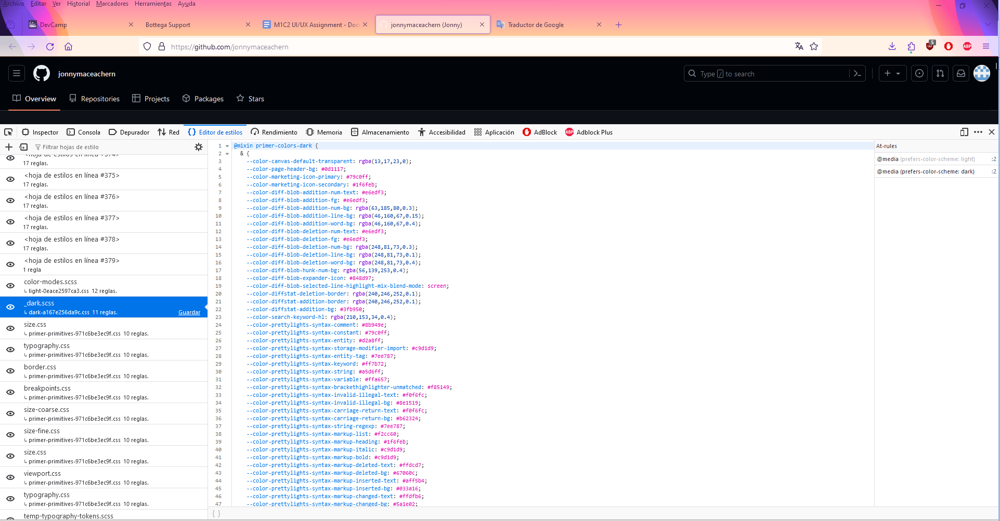 Archivo Editar Ver Historial Marcadores Herramientas Ayuda
DevCamp
Bottega Support
M1C2 UI/UX Assignment - Docu
jonnymaceachern (Jonny)
Traductor de Google
https://github.com/jonnymaceachern
5
ABP
jonnymaceachern
Type / to search
Overview Repositories Projects Packages Stars
Inspector Consola Depurador Red Editor de estilos Rendimiento Memoria Almacenamiento Accesibilidad Aplicación AdBlock Adblock Plus
Filtrar hojas de estilo
<hoja de estilos en línea #374>
17 reglas.
<hoja de estilos en línea #375>
17 reglas.
<hoja de estilos en línea #376>
17 reglas.
<hoja de estilos en línea #377>
17 reglas.
<hoja de estilos en línea #378>
17 reglas.
<hoja de estilos en línea #379>
1 regla
color-modes.scss
↳ light-0eace2597ca3.css 12 reglas.
_dark.scss
↳ dark-a167e256da9c.css 11 reglas. Guardar
size.css
↳ primer-primitives-971c6be3ec9f.css 10 reglas.
typography.css
↳ primer-primitives-971c6be3ec9f.css 10 reglas.
border.css
↳ primer-primitives-971c6be3ec9f.css 10 reglas.
breakpoints.css
↳ primer-primitives-971c6be3ec9f.css 10 reglas.
size-coarse.css
↳ primer-primitives-971c6be3ec9f.css 10 reglas.
size-fine.css
↳ primer-primitives-971c6be3ec9f.css 10 reglas.
size.css
↳ primer-primitives-971c6be3ec9f.css 10 reglas.
viewport.css
↳ primer-primitives-971c6be3ec9f.css 10 reglas.
typography.css
↳ primer-primitives-971c6be3ec9f.css 10 reglas.
temp-typography-tokens.scss
1 @mixin primer-colors-dark {
2 & {
3 --color-canvas-default-transparent: rgba(13,17,23,0);
4 --color-page-header-bg: #0d1117;
5 --color-marketing-icon-primary: #79c0ff;
6 --color-marketing-icon-secondary: #1f6feb;
7 --color-diff-blob-addition-num-text: #e6edf3;
8 --color-diff-blob-addition-fg: #e6edf3;
9 --color-diff-blob-addition-num-bg: rgba(63,185,80,0.3);
10 --color-diff-blob-addition-line-bg: rgba(46,160,67,0.15);
11 --color-diff-blob-addition-word-bg: rgba(46,160,67,0.4);
12 --color-diff-blob-deletion-num-text: #e6edf3;
13 --color-diff-blob-deletion-fg: #e6edf3;
14 --color-diff-blob-deletion-num-bg: rgba(248,81,73,0.3);
15 --color-diff-blob-deletion-line-bg: rgba(248,81,73,0.1);
16 --color-diff-blob-deletion-word-bg: rgba(248,81,73,0.4);
17 --color-diff-blob-hunk-num-bg: rgba(56,139,253,0.4);
18 --color-diff-blob-expander-icon: #848d97;
19 --color-diff-blob-selected-line-highlight-mix-blend-mode: screen;
20 --color-diffstat-deletion-border: rgba(240,246,252,0.1);
21 --color-diffstat-addition-border: rgba(240,246,252,0.1);
22 --color-diffstat-addition-bg: #3fb950;
23 --color-search-keyword-hl: rgba(210,153,34,0.4);
24 --color-prettylights-syntax-comment: #8b949e;
25 --color-prettylights-syntax-constant: #79c0ff;
26 --color-prettylights-syntax-entity: #d2a8ff;
27 --color-prettylights-syntax-storage-modifier-import: #c9d1d9;
28 --color-prettylights-syntax-entity-tag: #7ee787;
29 --color-prettylights-syntax-keyword: #ff7b72;
30 --color-prettylights-syntax-string: #a5d6ff;
31 --color-prettylights-syntax-variable: #ffa657;
32 --color-prettylights-syntax-brackethighlighter-unmatched: #f85149;
33 --color-prettylights-syntax-invalid-illegal-text: #f0f6fc;
34 --color-prettylights-syntax-invalid-illegal-bg: #8e1519;
35 --color-prettylights-syntax-carriage-return-text: #f0f6fc;
36 --color-prettylights-syntax-carriage-return-bg: #b62324;
37 --color-prettylights-syntax-string-regexp: #7ee787;
38 --color-prettylights-syntax-markup-list: #f2cc60;
39 --color-prettylights-syntax-markup-heading: #1f6feb;
40 --color-prettylights-syntax-markup-italic: #c9d1d9;
41 --color-prettylights-syntax-markup-bold: #c9d1d9;
42 --color-prettylights-syntax-markup-deleted-text: #ffdcd7;
43 --color-prettylights-syntax-markup-deleted-bg: #67060c;
44 --color-prettylights-syntax-markup-inserted-text: #aff5b4;
45 --color-prettylights-syntax-markup-inserted-bg: #033a16;
46 --color-prettylights-syntax-markup-changed-text: #ffdfb6;
47 --color-prettylights-syntax-markup-changed-bg: #5a1e02;
{ }
At-rules
@media (prefers-color-scheme: light) :2
@media (prefers-color-scheme: dark) :2